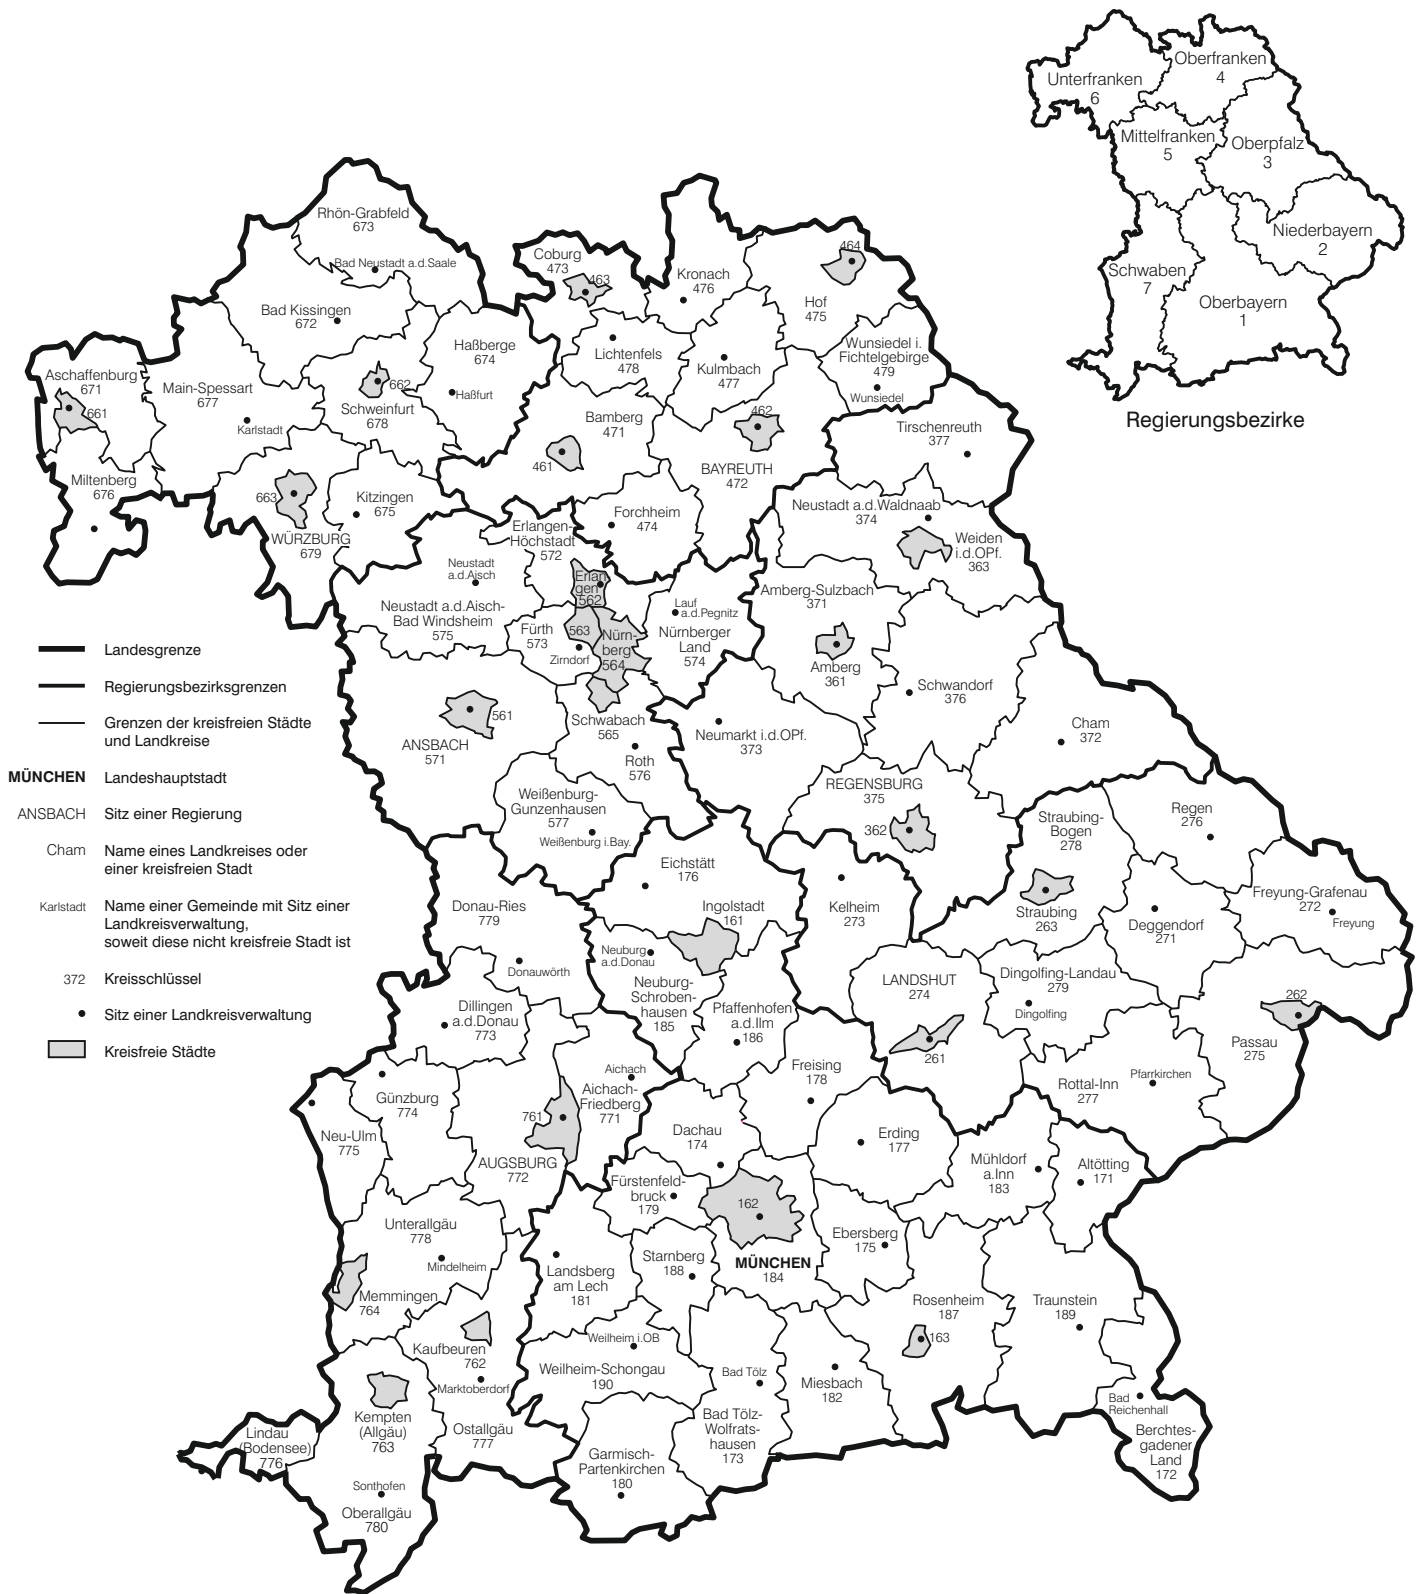 Oberfranken
4
Unterfranken
6
Mittelfranken
5
Oberpfalz
3
Niederbayern
2
Schwaben
7
Oberbayern
1
Regierungsbezirke
Rhön-Grabfeld
673
Bad Neustadt a.d.Saale
Bad Kissingen
672
Coburg
473
463
Kronach
476
464
Hof
475
Haßberge
674
Haßfurt
Lichtenfels
478
Kulmbach
477
Wunsiedel i.
Fichtelgebirge
479
Wunsiedel
Aschaffenburg
671
661
Main-Spessart
677
Karlstadt
662
Schweinfurt
678
Bamberg
471
461
462
BAYREUTH
472
Tirschenreuth
377
Miltenberg
676
663
WÜRZBURG
679
Kitzingen
675
Forchheim
474
Neustadt a.d.Waldnaab
374
Weiden
i.d.OPf.
363
Erlangen-
Höchstadt
572
Erlan
gen
562
Neustadt
a.d.Aisch
Neustadt a.d.Aisch-
Bad Windsheim
575
Fürth
573
563
Zirndorf
Nürn-
berg
564
Lauf
a.d.Pegnitz
Nürnberger
Land
574
Amberg-Sulzbach
371
Amberg
361
Schwandorf
376
Cham
372
561
ANSBACH
571
Schwabach
565
Roth
576
Neumarkt i.d.OPf.
373
REGENSBURG
375
362
Weißenburg-
Gunzenhausen
577
Weißenburg i.Bay.
Straubing-
Bogen
278
Regen
276
Straubing
263
Deggendorf
271
Freyung-Grafenau
272
Freyung
Landesgrenze
Regierungsbezirksgrenzen
Grenzen der kreisfreien Städte
und Landkreise
MÜNCHEN Landeshauptstadt
ANSBACH Sitz einer Regierung
Cham Name eines Landkreises oder
einer kreisfreien Stadt
Karlstadt Name einer Gemeinde mit Sitz einer
Landkreisverwaltung,
soweit diese nicht kreisfreie Stadt ist
372 Kreisschlüssel
Sitz einer Landkreisverwaltung
Kreisfreie Städte
Eichstätt
176
Ingolstadt
161
Kelheim
273
Donau-Ries
779
Donauwörth
Neuburg
a.d.Donau
Neuburg-
Schroben-
hausen
185
Pfaffenhofen
a.d.Ilm
186
LANDSHUT
274
261
Dingolfing-Landau
279
Dingolfing
262
Passau
275
Rottal-Inn
277
Pfarrkirchen
Dillingen
a.d.Donau
773
Günzburg
774
Neu-Ulm
775
Aichach
Aichach-
Friedberg
771
761
AUGSBURG
772
Freising
178
Dachau
174
Erding
177
Mühldorf
a.Inn
183
Altötting
171
Fürstenfeld-
bruck
179
162
MÜNCHEN
184
Ebersberg
175
Starnberg
188
Landsberg
am Lech
181
Unterallgäu
778
Mindelheim
Memmingen
764
Kaufbeuren
762
Marktoberdorf
Weilheim i.OB
Weilheim-Schongau
190
Bad Tölz
Bad Tölz-
Wolfrats-
hausen
173
Miesbach
182
Rosenheim
187
163
Traunstein
189
Bad
Reichenhall
Berchtes-
gadener
Land
172
Kempten
(Allgäu)
763
Ostallgäu
777
Lindau
(Bodensee)
776
Garmisch-
Partenkirchen
180
Sonthofen
Oberallgäu
780